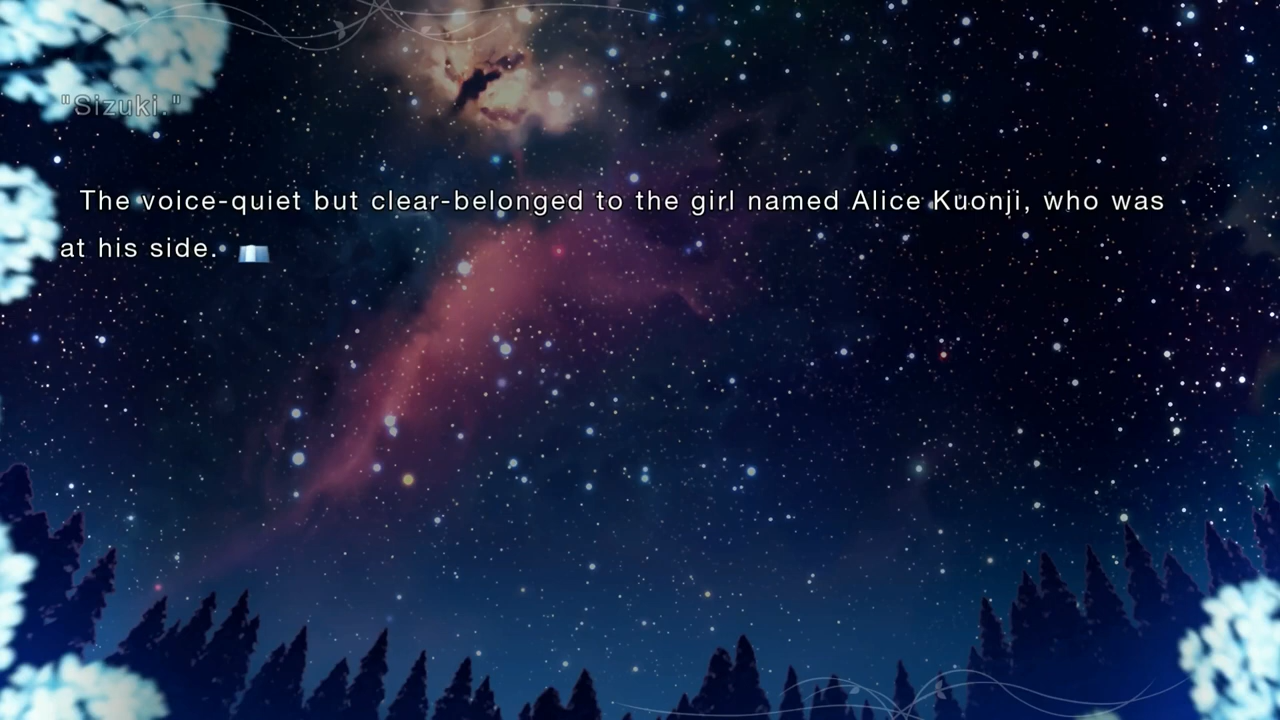 "Sizuki."
The voice-quiet but clear-belonged to the girl named Alice Kuonji, who was
at his side.